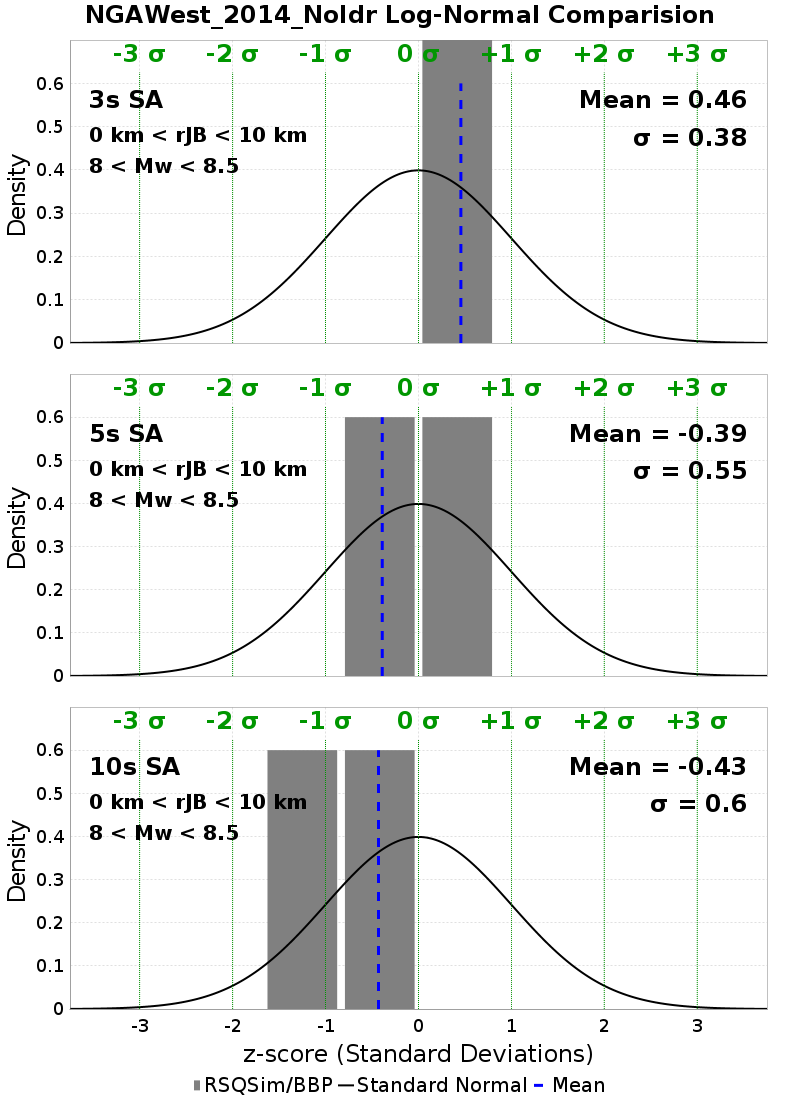 NGAWest_2014_NoIdr Log-Normal Comparision
-3 σ -2 σ -1 σ 0 σ +1 σ +2 σ +3 σ
0.6
3s SA
Mean = 0.46
0.5
0 km < rJB < 10 km
σ = 0.38
8 < Mw < 8.5
0.4
0.3
0.2
0.1
0
Density
-3 σ -2 σ -1 σ 0 σ +1 σ +2 σ +3 σ
0.6
5s SA
Mean = -0.39
0.5
0 km < rJB < 10 km
σ = 0.55
8 < Mw < 8.5
0.4
0.3
0.2
0.1
0
Density
-3 σ -2 σ -1 σ 0 σ +1 σ +2 σ +3 σ
0.6
10s SA
Mean = -0.43
0.5
0 km < rJB < 10 km
σ = 0.6
8 < Mw < 8.5
0.4
0.3
0.2
0.1
0
Density
-3 -2 -1 0 1 2 3
z-score (Standard Deviations)
RSQSim/BBP Standard Normal Mean